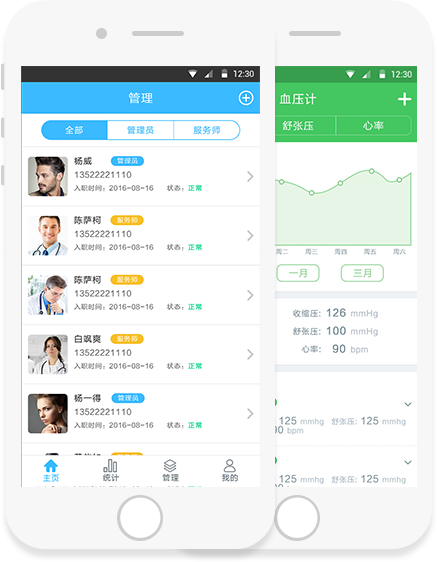 12:30
管理
全部 管理员 服务师
杨威 管理员
13522221110
入职时间：2016-08-16 状态：正常
陈萨柯 服务师
13522221110
入职时间：2016-08-16 状态：正常
陈萨柯 服务师
13522221110
入职时间：2016-08-16 状态：正常
白飒爽 服务师
13522221110
入职时间：2016-08-16 状态：正常
杨一得 管理员
13522221110
入职时间：2016-08-16 状态：正常
主页 统计 管理 我的
12:30
血压计
舒张压 心率
周二 周三 周四 周五 周六
一月 三月
收缩压: 126 mmHg
舒张压: 100 mmHg
心率: 90 bpm
125 mmhg 舒张压: 125 mmhg
90 bpm
125 mmhg 舒张压: 125 mmhg